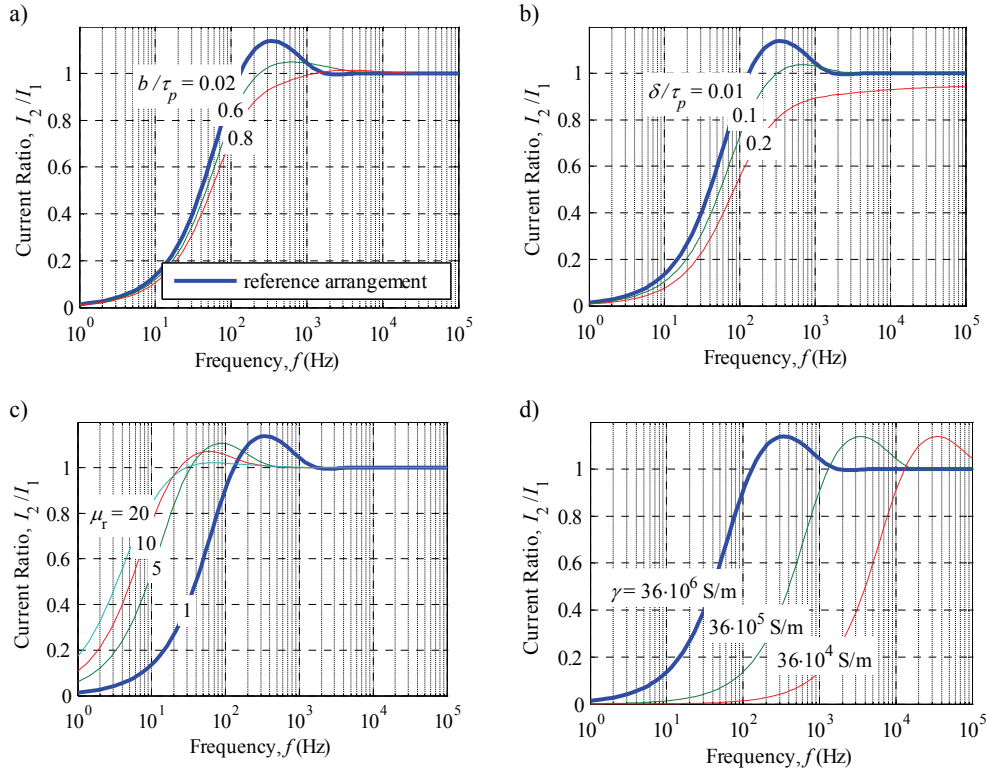 a)
Current Ratio, I2/I1
1
0.8
0.6
0.4
0.2
0
b/τp = 0.02
0.6
0.8
reference arrangement
10^0 10^1 10^2 10^3 10^4 10^5
Frequency, f (Hz)
b)
Current Ratio, I2/I1
1
0.8
0.6
0.4
0.2
0
δ/τp = 0.01
0.1
0.2
10^0 10^1 10^2 10^3 10^4 10^5
Frequency, f (Hz)
c)
Current Ratio, I2/I1
1
0.8
0.6
0.4
0.2
0
μr = 20
10
5
1
10^0 10^1 10^2 10^3 10^4 10^5
Frequency, f (Hz)
d)
Current Ratio, I2/I1
1
0.8
0.6
0.4
0.2
0
γ = 36·10^6 S/m
36·10^5 S/m
36·10^4 S/m
10^0 10^1 10^2 10^3 10^4 10^5
Frequency, f (Hz)